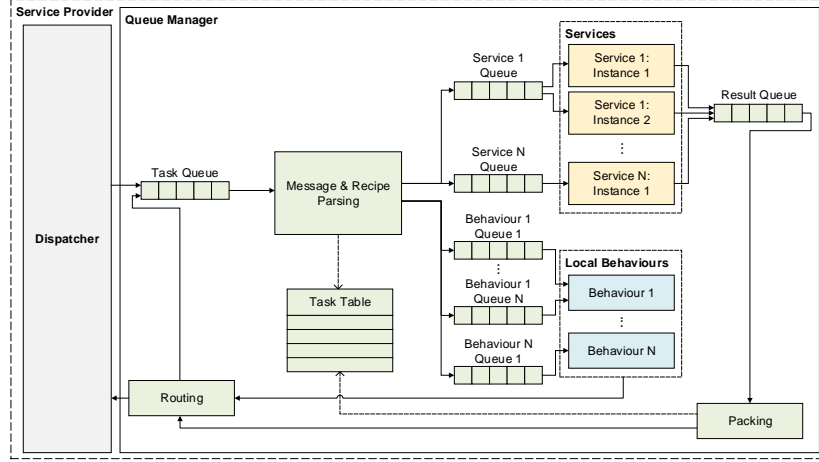 Service Provider
Queue Manager
Dispatcher
Task Queue
Message & Recipe
Parsing
Task Table
Routing
Service 1
Queue
Service N
Queue
Behaviour 1
Queue 1
Behaviour 1
Queue N
Behaviour N
Queue 1
Services
Service 1:
Instance 1
Service 1:
Instance 2
Service N:
Instance 1
Local Behaviours
Behaviour 1
Behaviour N
Result Queue
Packing